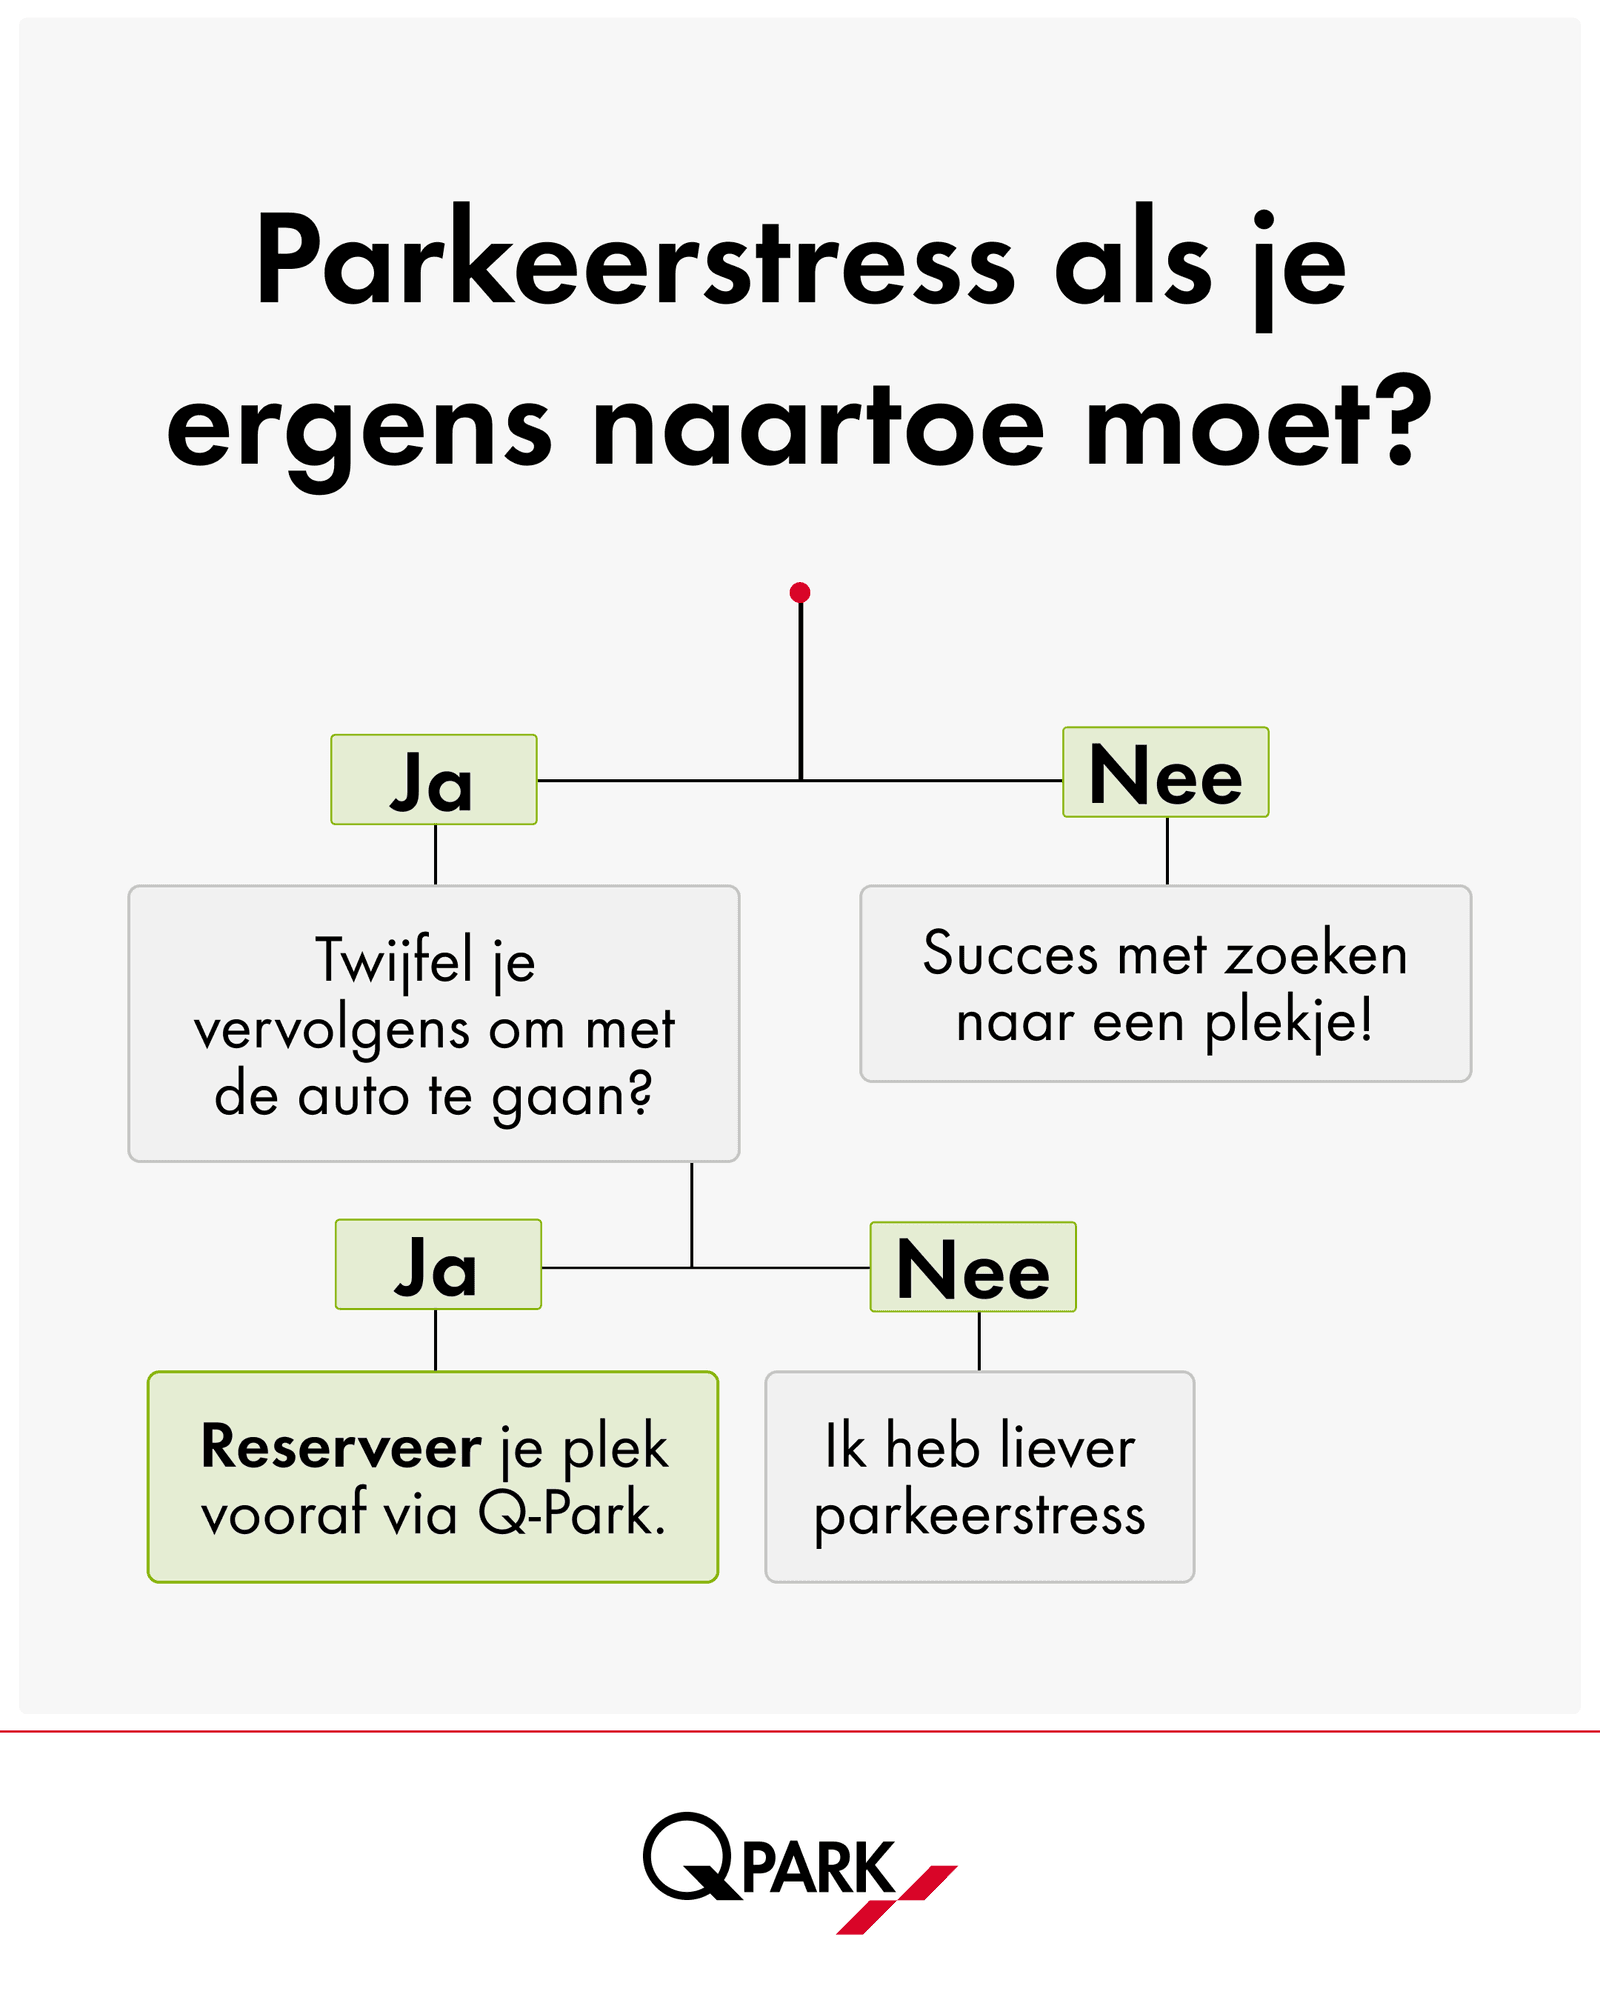 Parkeerstress als je
ergens naartoe moet?
Ja
Nee
Twijfel je
vervolgens om met
de auto te gaan?
Succes met zoeken
naar een plekje!
Ja
Nee
Reserveer je plek
vooraf via Q-Park.
Ik heb liever
parkeerstress
Q PARK